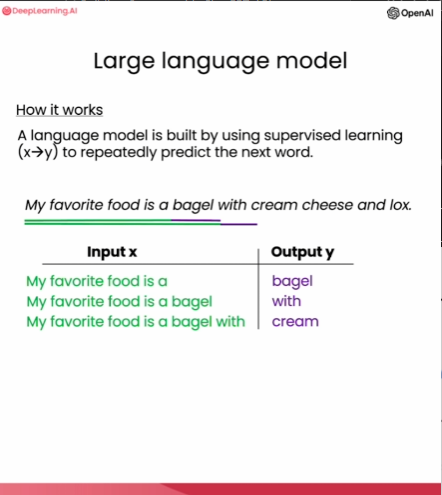 DeepLearning.AI
OpenAI
Large language model
How it works
A language model is built by using supervised learning
(x→y) to repeatedly predict the next word.
My favorite food is a bagel with cream cheese and lox.
Input x Output y
My favorite food is a bagel
My favorite food is a bagel with
My favorite food is a bagel with cream